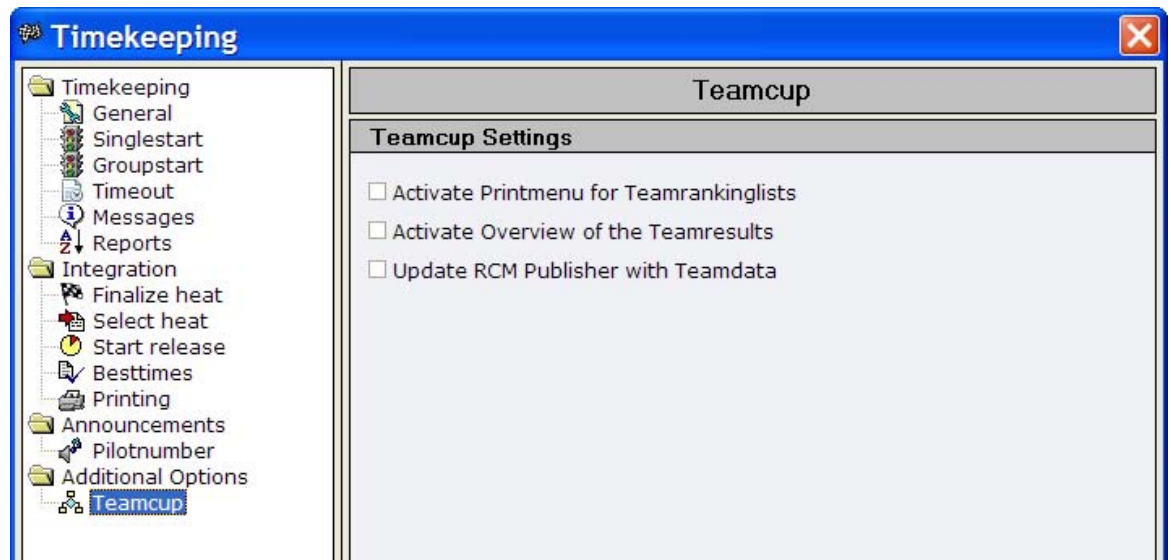 Timekeeping
Timekeeping
General
Singlestart
Groupstart
Timeout
Messages
Reports
Integration
Finalize heat
Select heat
Start release
Besttimes
Printing
Announcements
Pilotnumber
Additional Options
Teamcup
Teamcup
Teamcup Settings
Activate Printmenu for Teamrankinglists
Activate Overview of the Teamresults
Update RCM Publisher with Teamdata